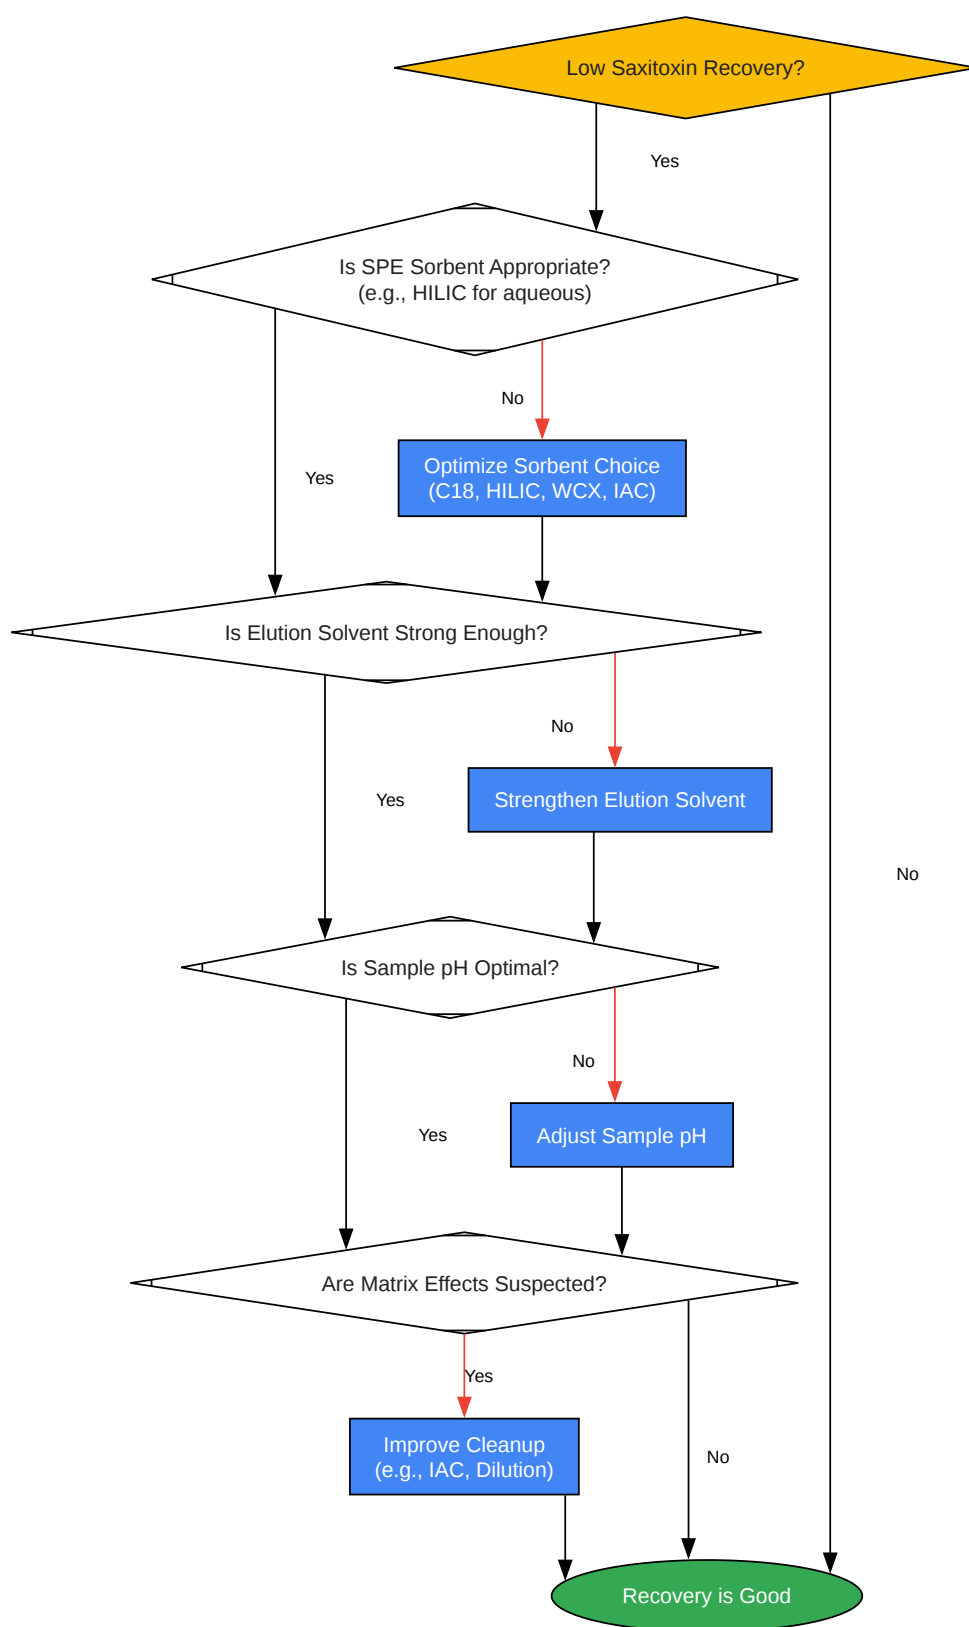 Low Saxitoxin Recovery?
Yes
Is SPE Sorbent Appropriate?
(e.g., HILIC for aqueous)
No
Optimize Sorbent Choice
(C18, HILIC, WCX, IAC)
Yes
Is Elution Solvent Strong Enough?
No
Strengthen Elution Solvent
Yes
No
Is Sample pH Optimal?
No
Adjust Sample pH
Yes
Are Matrix Effects Suspected?
Yes
Improve Cleanup
(e.g., IAC, Dilution)
No
Recovery is Good